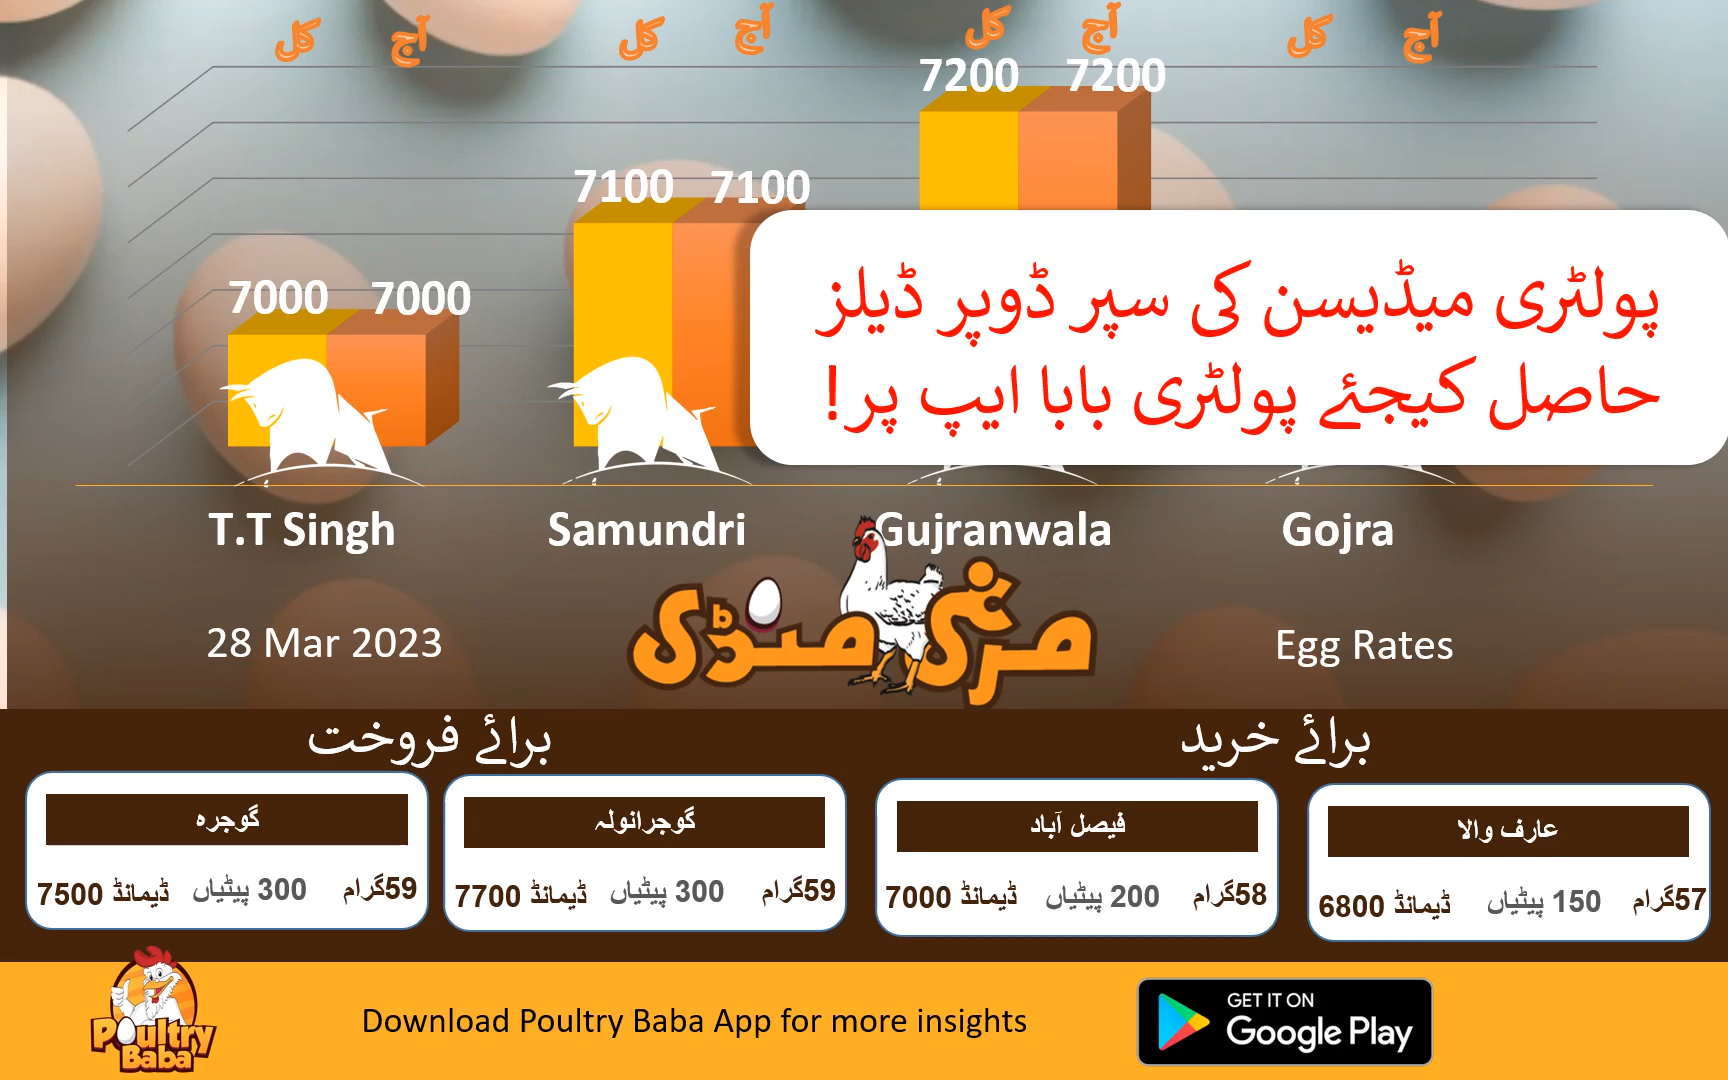 کل آج کل آج کل آج کل آج
7000 7000
7100 7100
7200 7200
پولٹری میڈیسن کی سپر ڈوپر ڈیلز
حاصل کیجئے پولٹری بابا ایپ پر!
T.T Singh Samundri Gujranwala Gojra
28 Mar 2023
مرغی منڈی
Egg Rates
برائے فروخت
برائے خرید
گوجرہ
59گرام 300 پیٹیاں ڈیمانڈ 7500
گوجرانولہ
59گرام 300 پیٹیاں ڈیمانڈ 7700
فیصل آباد
58گرام 200 پیٹیاں ڈیمانڈ 7000
عارف والا
57گرام 150 پیٹیاں ڈیمانڈ 6800
Poultry
Baba
Download Poultry Baba App for more insights
GET IT ON
Google Play